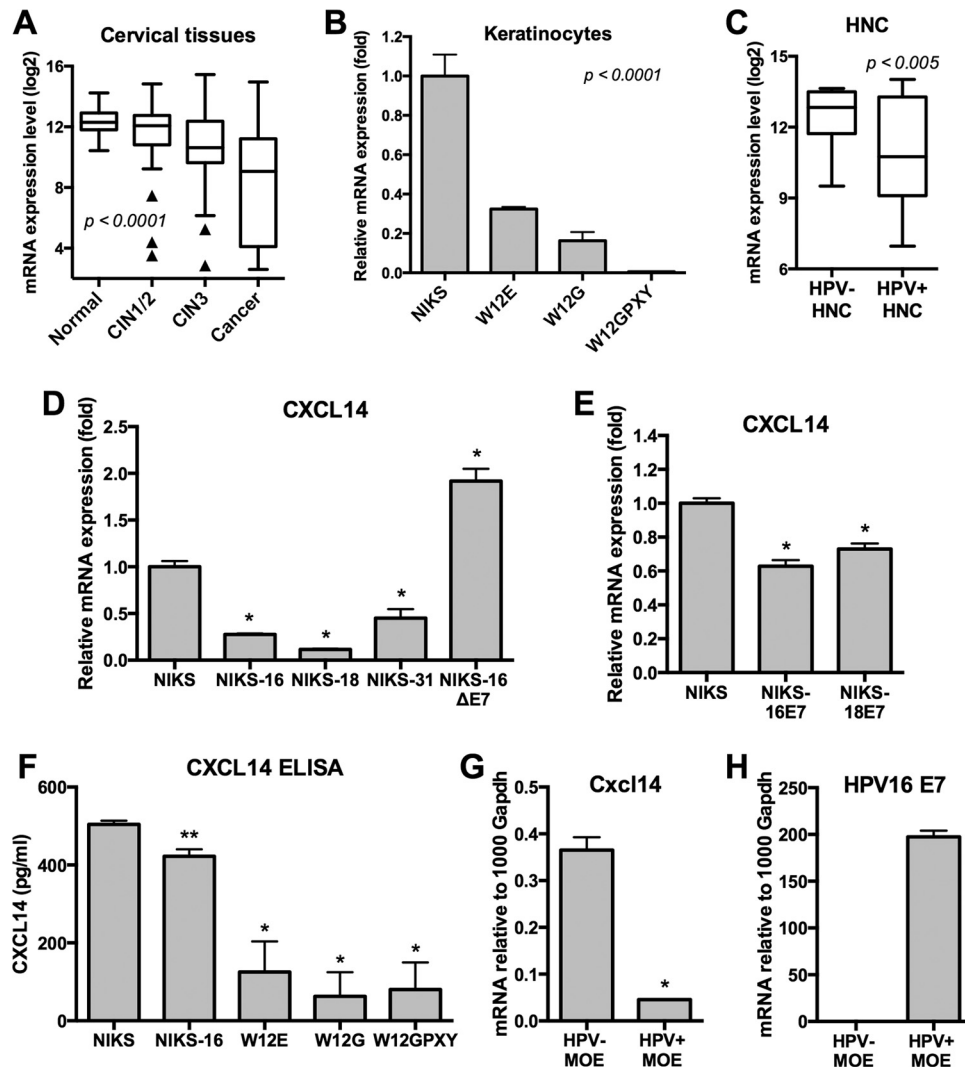 A
Cervical tissues
mRNA expression level (log2)
16
12
8
4
p < 0.0001
Normal
CIN1/2
CIN3
Cancer
B
Keratinocytes
Relative mRNA expression (fold)
1.2
1.0
0.8
0.6
0.4
0.2
0.0
p < 0.0001
NIKS
W12E
W12G
W12GPXY
C
HNC
mRNA expression level (log2)
15
12
9
6
p < 0.005
HPV-
HNC
HPV+
HNC
D
CXCL14
Relative mRNA expression (fold)
2.5
2.0
1.5
1.0
0.5
0.0
*
*
*
*
NIKS
NIKS-16
NIKS-18
NIKS-31
NIKS-16
ΔE7
E
CXCL14
Relative mRNA expression (fold)
1.4
1.2
1.0
0.8
0.6
0.4
0.2
0.0
*
*
NIKS
NIKS-
16E7
NIKS-
18E7
F
CXCL14 ELISA
CXCL14 (pg/ml)
600
400
200
0
**
*
*
*
NIKS
NIKS-16
W12E
W12G
W12GPXY
G
Cxcl14
mRNA relative to 1000 Gapdh
0.5
0.4
0.3
0.2
0.1
0.0
*
HPV-
MOE
HPV+
MOE
H
HPV16 E7
mRNA relative to 1000 Gapdh
250
200
150
100
50
0
HPV-
MOE
HPV+
MOE